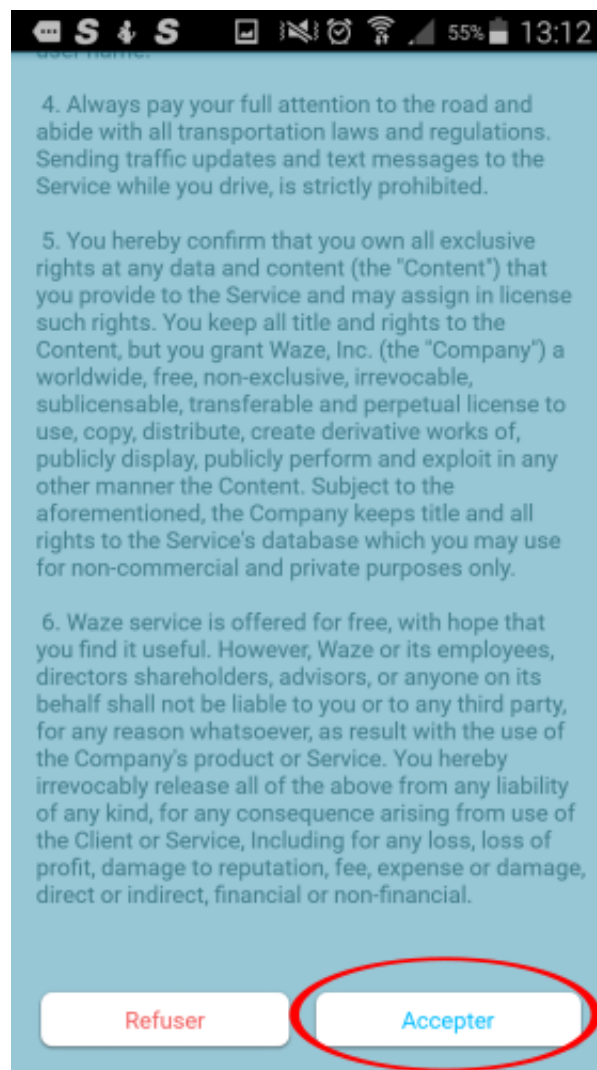 55% 13:12
user name.
4. Always pay your full attention to the road and
abide with all transportation laws and regulations.
Sending traffic updates and text messages to the
Service while you drive, is strictly prohibited.
5. You hereby confirm that you own all exclusive
rights at any data and content (the "Content") that
you provide to the Service and may assign in license
such rights. You keep all title and rights to the
Content, but you grant Waze, Inc. (the "Company") a
worldwide, free, non-exclusive, irrevocable,
sublicensable, transferable and perpetual license to
use, copy, distribute, create derivative works of,
publicly display, publicly perform and exploit in any
other manner the Content. Subject to the
aforementioned, the Company keeps title and all
rights to the Service's database which you may use
for non-commercial and private purposes only.
6. Waze service is offered for free, with hope that
you find it useful. However, Waze or its employees,
directors shareholders, advisors, or anyone on its
behalf shall not be liable to you or to any third party,
for any reason whatsoever, as result with the use of
the Company's product or Service. You hereby
irrevocably release all of the above from any liability
of any kind, for any consequence arising from use of
the Client or Service, Including for any loss, loss of
profit, damage to reputation, fee, expense or damage,
direct or indirect, financial or non-financial.
Refuser Accepter